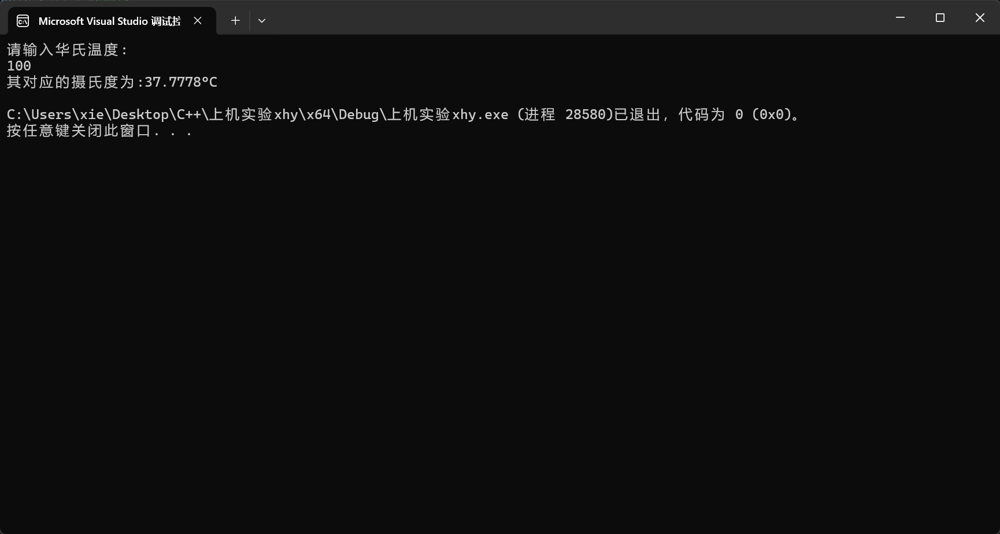 Microsoft Visual Studio 调试控
请输入华氏温度:
100
其对应的摄氏度为:37.7778°C
C:\Users\xie\Desktop\C++\上机实验xhy\x64\Debug\上机实验xhy.exe (进程 28580)已退出，代码为 0 (0x0)。
按任意键关闭此窗口. . .